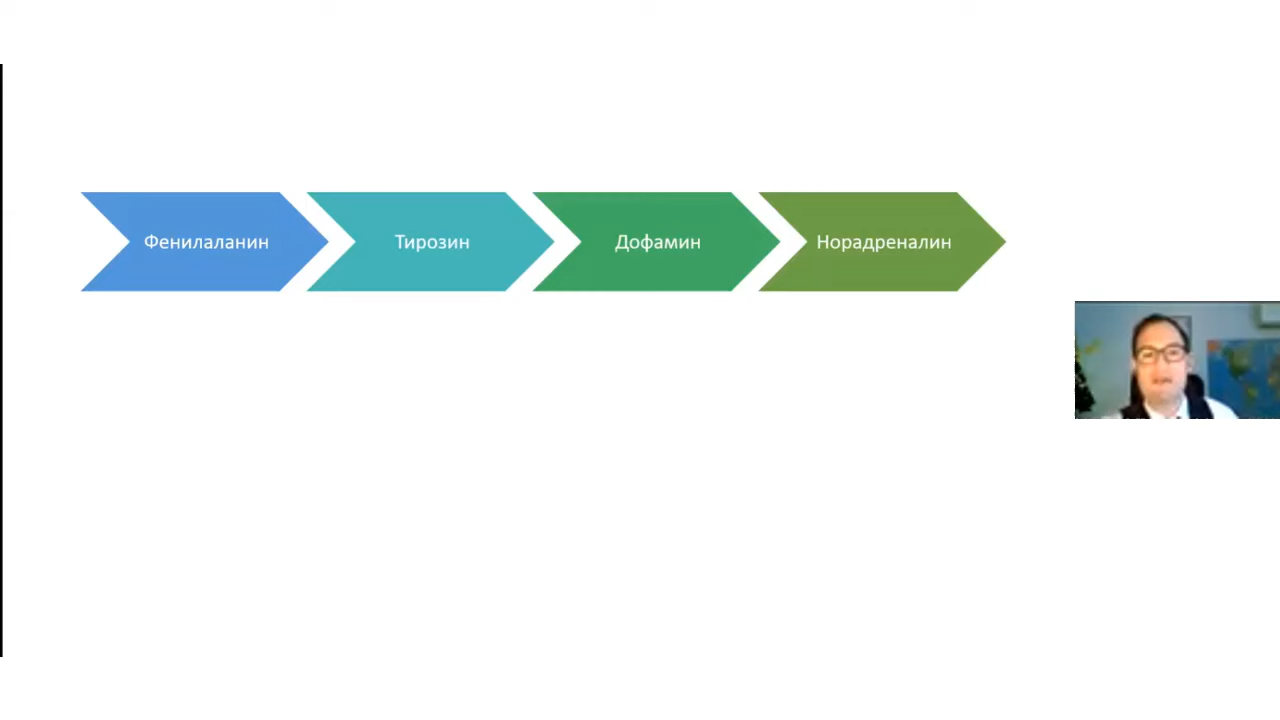 Фенилаланин
Тирозин
Дофамин
Норадреналин